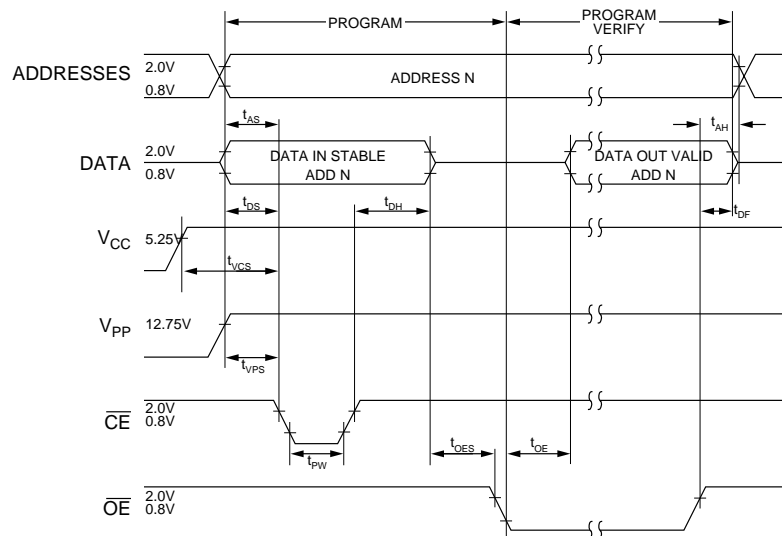 PROGRAM
PROGRAM
VERIFY
ADDRESSES
2.0V
0.8V
ADDRESS N
tAS
tAH
DATA
2.0V
0.8V
DATA IN STABLE
ADD N
DATA OUT VALID
ADD N
tDS
tDH
tDF
VCC
5.25V
tVCS
VPP
12.75V
tVPS
CE
2.0V
0.8V
tPW
tOES
tOE
OE
2.0V
0.8V